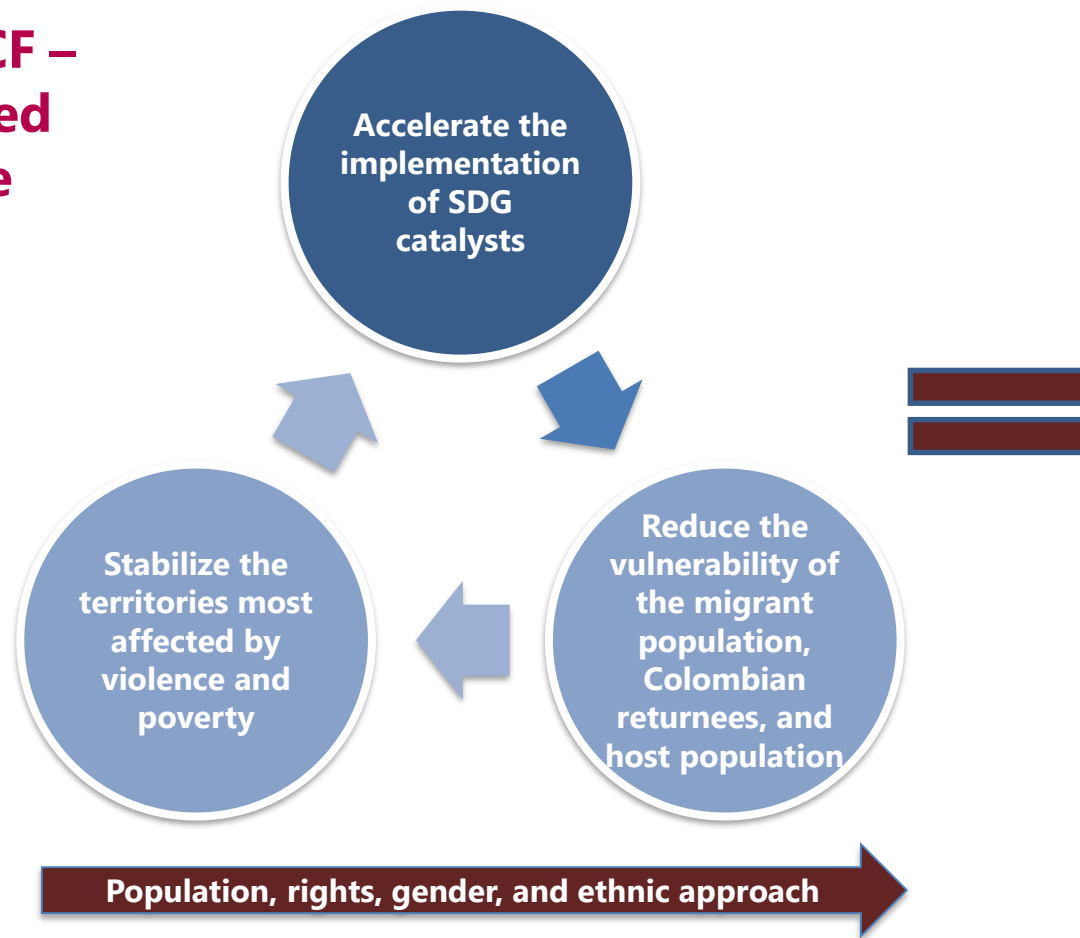 CF –
ed
e
Accelerate the
implementation
of SDG
catalysts
Stabilize the
territories most
affected by
violence and
poverty
Reduce the
vulnerability of
the migrant
population,
Colombian
returnees, and
host population
Population, rights, gender, and ethnic approach